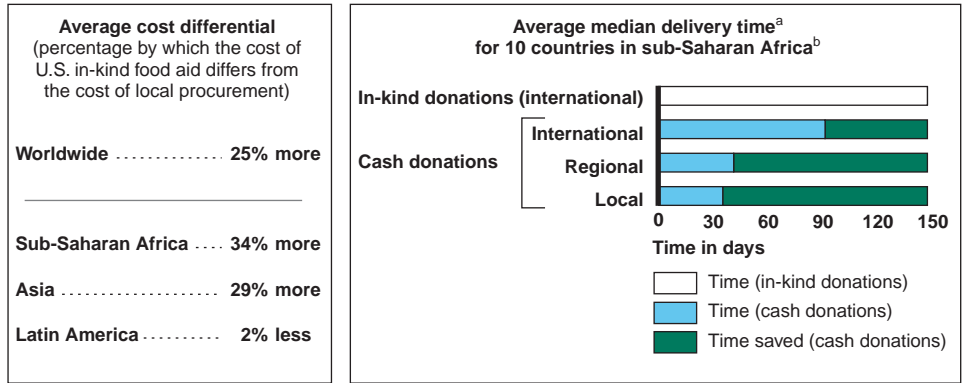 Average cost differential
(percentage by which the cost of
U.S. in-kind food aid differs from
the cost of local procurement)
Worldwide ........... 25% more
Sub-Saharan Africa .... 34% more
Asia .................... 29% more
Latin America .......... 2% less
Average median delivery timeᵃ
for 10 countries in sub-Saharan Africaᵇ
In-kind donations (international)
International
Cash donations
Regional
Local
0 30 60 90 120 150
Time in days
Time (in-kind donations)
Time (cash donations)
Time saved (cash donations)